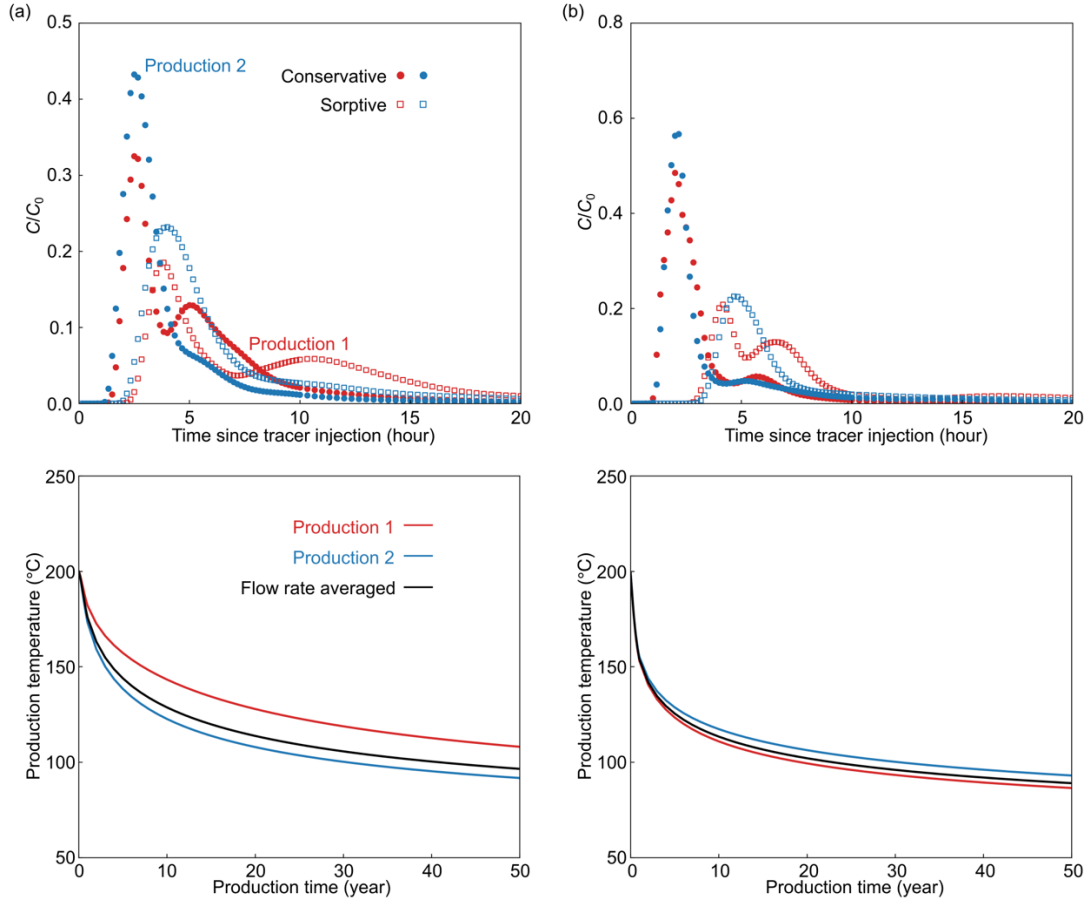 (a)
0.5
0.4
0.3
0.2
0.1
0.0
C/C0
Production 2
Conservative
Sorptive
Production 1
0 5 10 15 20
Time since tracer injection (hour)
(b)
0.8
0.6
0.4
0.2
0.0
C/C0
0 5 10 15 20
Time since tracer injection (hour)
250
200
150
100
50
Production temperature (°C)
Production 1
Production 2
Flow rate averaged
0 10 20 30 40 50
Production time (year)
250
200
150
100
50
Production temperature (°C)
0 10 20 30 40 50
Production time (year)